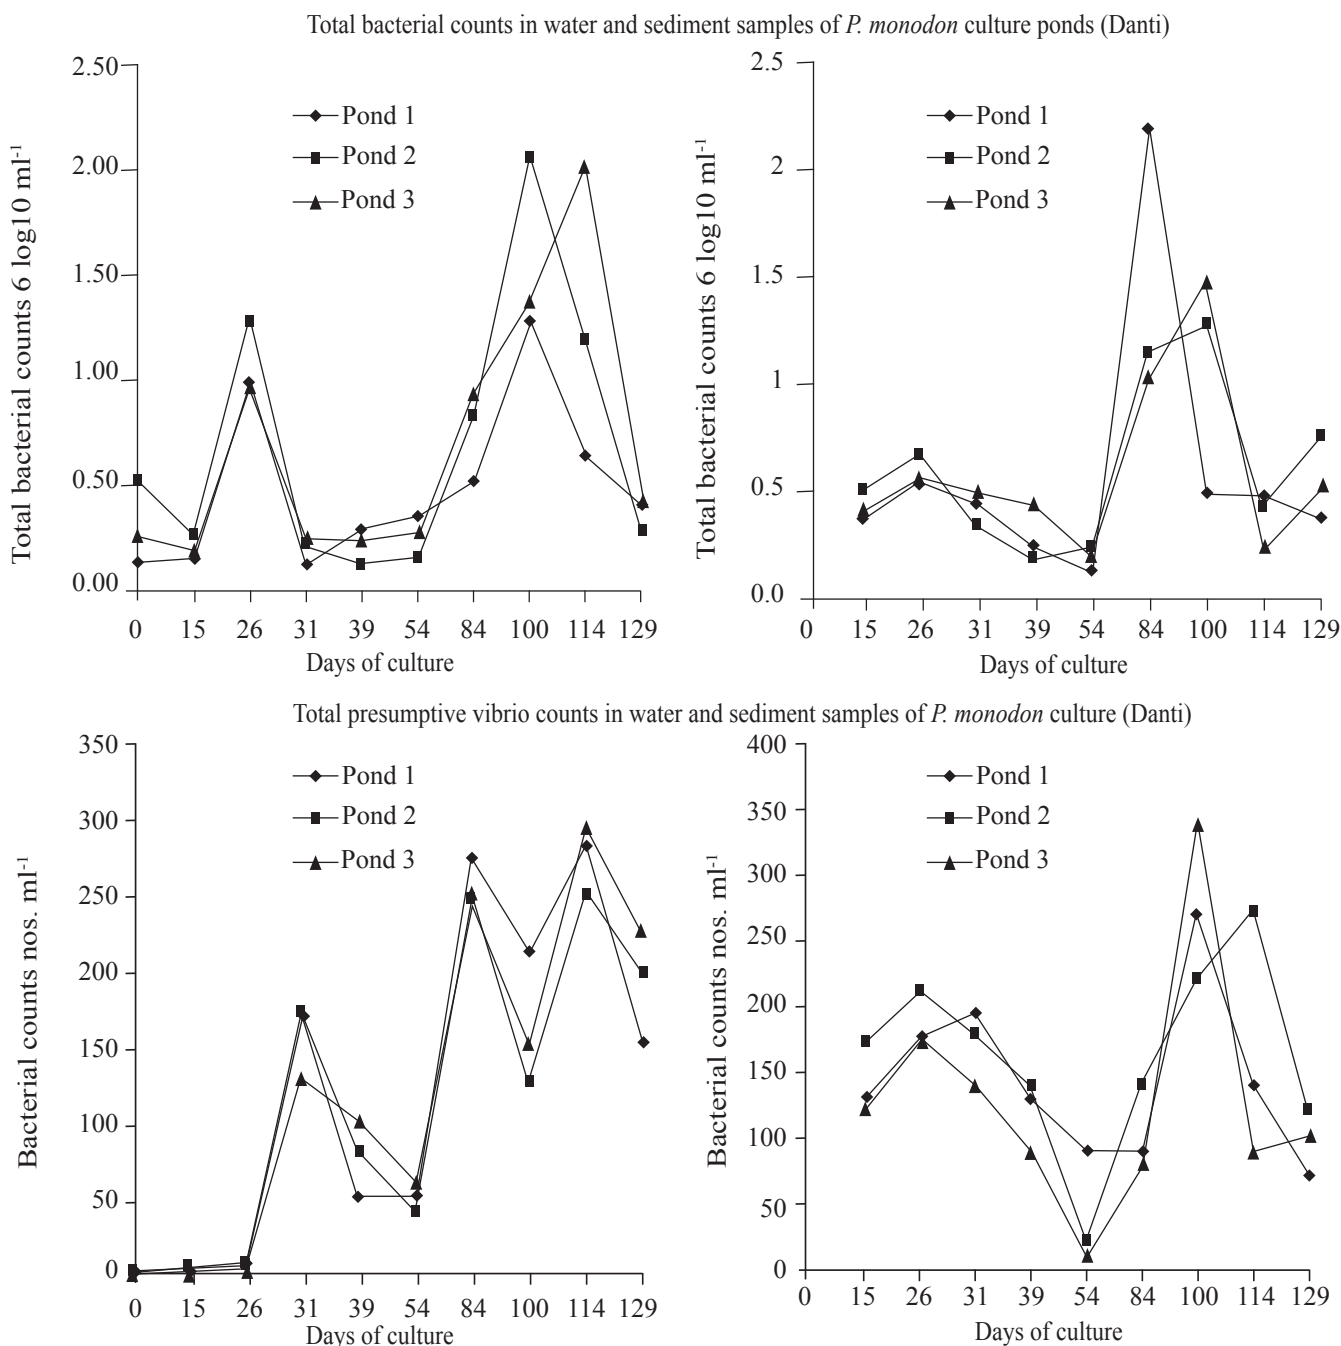 Total bacterial counts in water and sediment samples of P. monodon culture ponds (Danti)
Total bacterial counts 6 log10 ml-1
2.50
2.00
1.50
1.00
0.50
0.00
Pond 1
Pond 2
Pond 3
0 15 26 31 39 54 84 100 114 129
Days of culture
Total bacterial counts 6 log10 ml-1
2.5
2
1.5
1
0.5
0.0
Pond 1
Pond 2
Pond 3
0 15 26 31 39 54 84 100 114 129
Days of culture
Total presumptive vibrio counts in water and sediment samples of P. monodon culture (Danti)
Bacterial counts nos. ml-1
350
300
250
200
150
100
50
0
Pond 1
Pond 2
Pond 3
0 15 26 31 39 54 84 100 114 129
Days of culture
Bacterial counts nos. ml-1
400
350
300
250
200
150
100
50
0
Pond 1
Pond 2
Pond 3
0 15 26 31 39 54 84 100 114 129
Days of culture